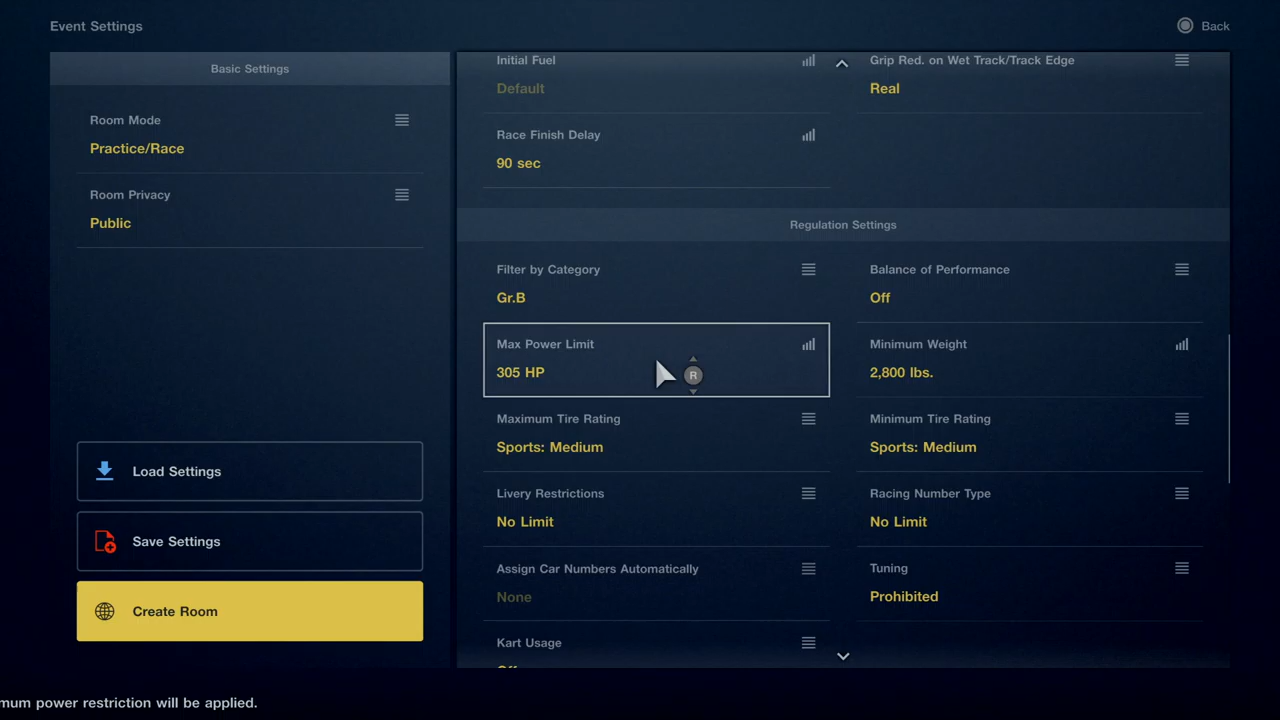 Event Settings
Back
Basic Settings
Room Mode
Practice/Race
Room Privacy
Public
Load Settings
Save Settings
Create Room
Initial Fuel
Default
Grip Red. on Wet Track/Track Edge
Real
Race Finish Delay
90 sec
Regulation Settings
Filter by Category
Gr.B
Balance of Performance
Off
Max Power Limit
305 HP
R
Minimum Weight
2,800 lbs.
Maximum Tire Rating
Sports: Medium
Minimum Tire Rating
Sports: Medium
Livery Restrictions
No Limit
Racing Number Type
No Limit
Assign Car Numbers Automatically
None
Tuning
Prohibited
Kart Usage
mum power restriction will be applied.